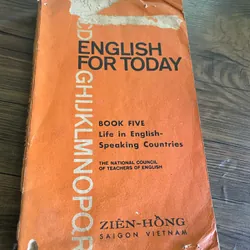 CDEFGHIJKLMNOPQR
ENGLISH
FOR TODAY
BOOK FIVE
Life in English-
Speaking Countries
THE NATIONAL COUNCIL
OF TEACHERS OF ENGLISH
ZIÊN-HỒNG
SAIGON VIETNAM